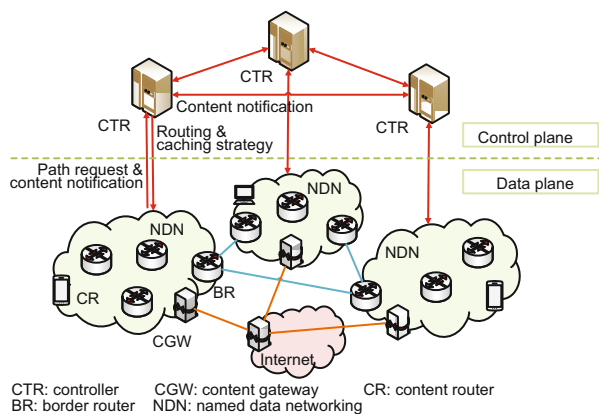 CTR
CTR
Content notification
CTR
Routing &
caching strategy
Control plane
Path request &
content notification
Data plane
NDN
NDN
NDN
CR
BR
CGW
Internet
CTR: controller CGW: content gateway CR: content router
BR: border router NDN: named data networking